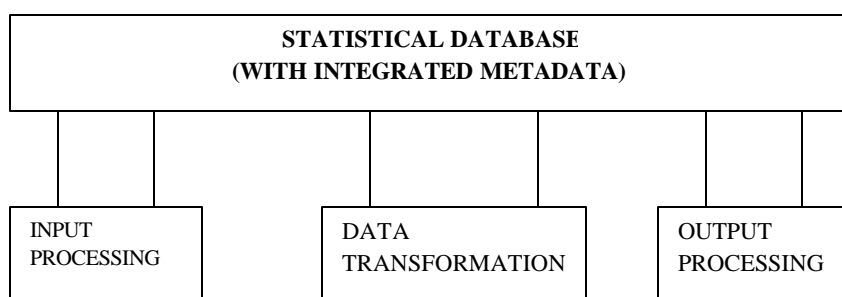 STATISTICAL DATABASE
(WITH INTEGRATED METADATA)
INPUT
PROCESSING
DATA
TRANSFORMATION
OUTPUT
PROCESSING